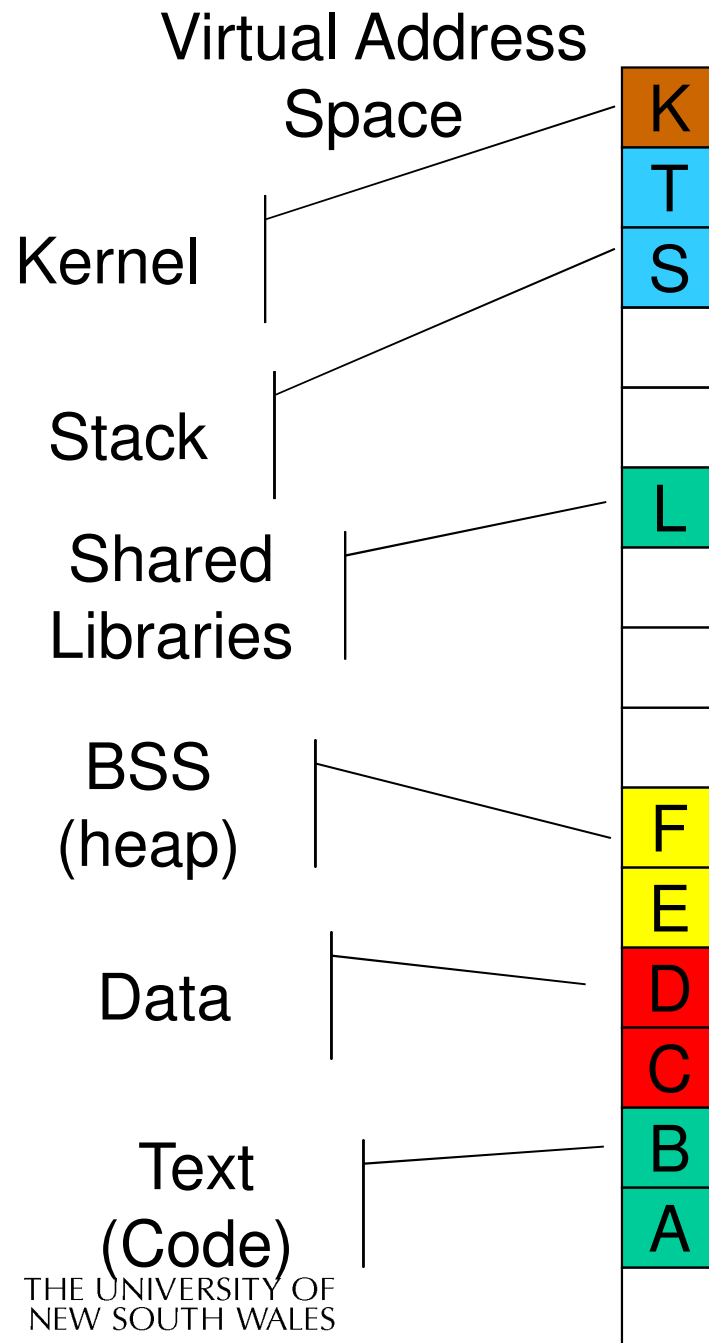 Virtual Address
Space
K
T
Kernel
S
Stack
L
Shared
Libraries
BSS
(heap)
F
E
Data
D
C
Text
(Code)
B
A
THE UNIVERSITY OF
NEW SOUTH WALES